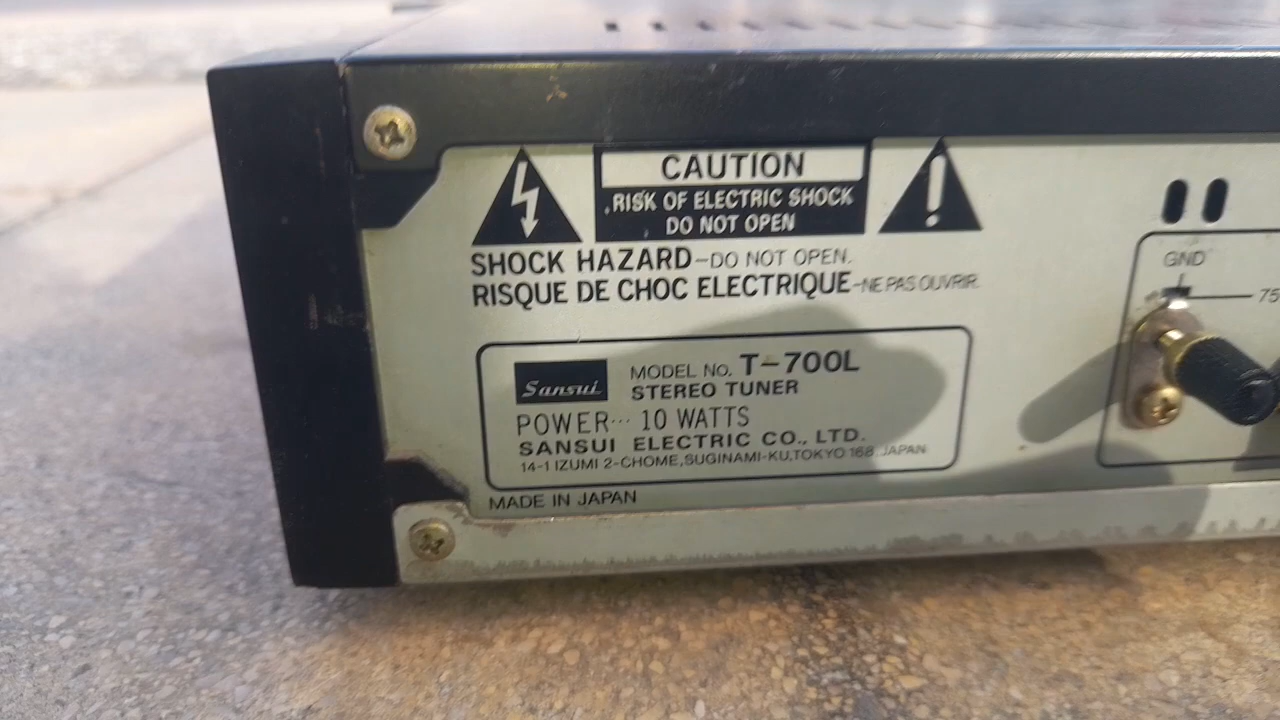 CAUTION
RISK OF ELECTRIC SHOCK
DO NOT OPEN
SHOCK HAZARD–DO NOT OPEN.
RISQUE DE CHOC ELECTRIQUE–NE PAS OUVRIR.
Sansui MODEL No. T–700L
STEREO TUNER
POWER··· 10 WATTS
SANSUI ELECTRIC CO., LTD.
14-1 IZUMI 2-CHOME, SUGINAMI-KU, TOKYO 168, JAPAN
MADE IN JAPAN
GND
75